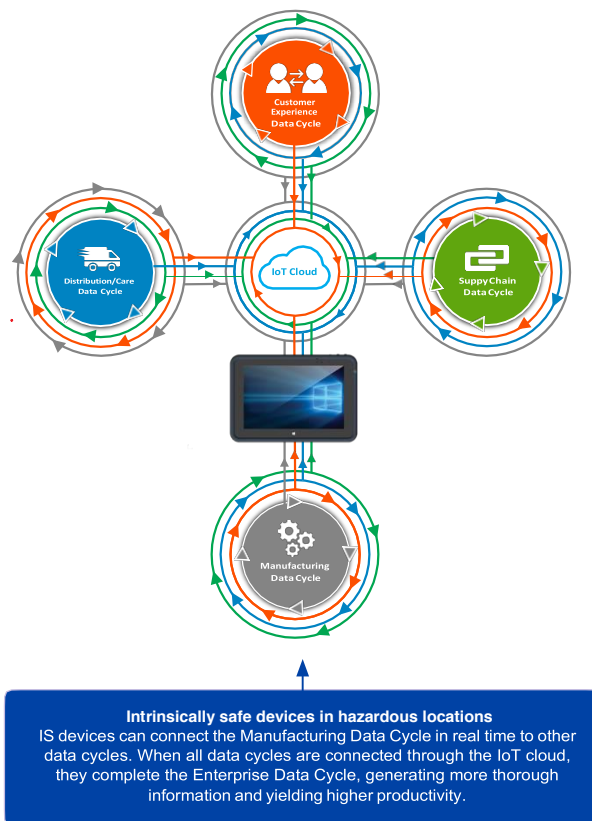 Customer
Experience
Data Cycle
Distribution/Care
Data Cycle
IoT Cloud
SuppyChain
Data Cycle
Manufacturing
Data Cycle
Intrinsically safe devices in hazardous locations
IS devices can connect the Manufacturing Data Cycle in real time to other
data cycles. When all data cycles are connected through the IoT cloud,
they complete the Enterprise Data Cycle, generating more thorough
information and yielding higher productivity.